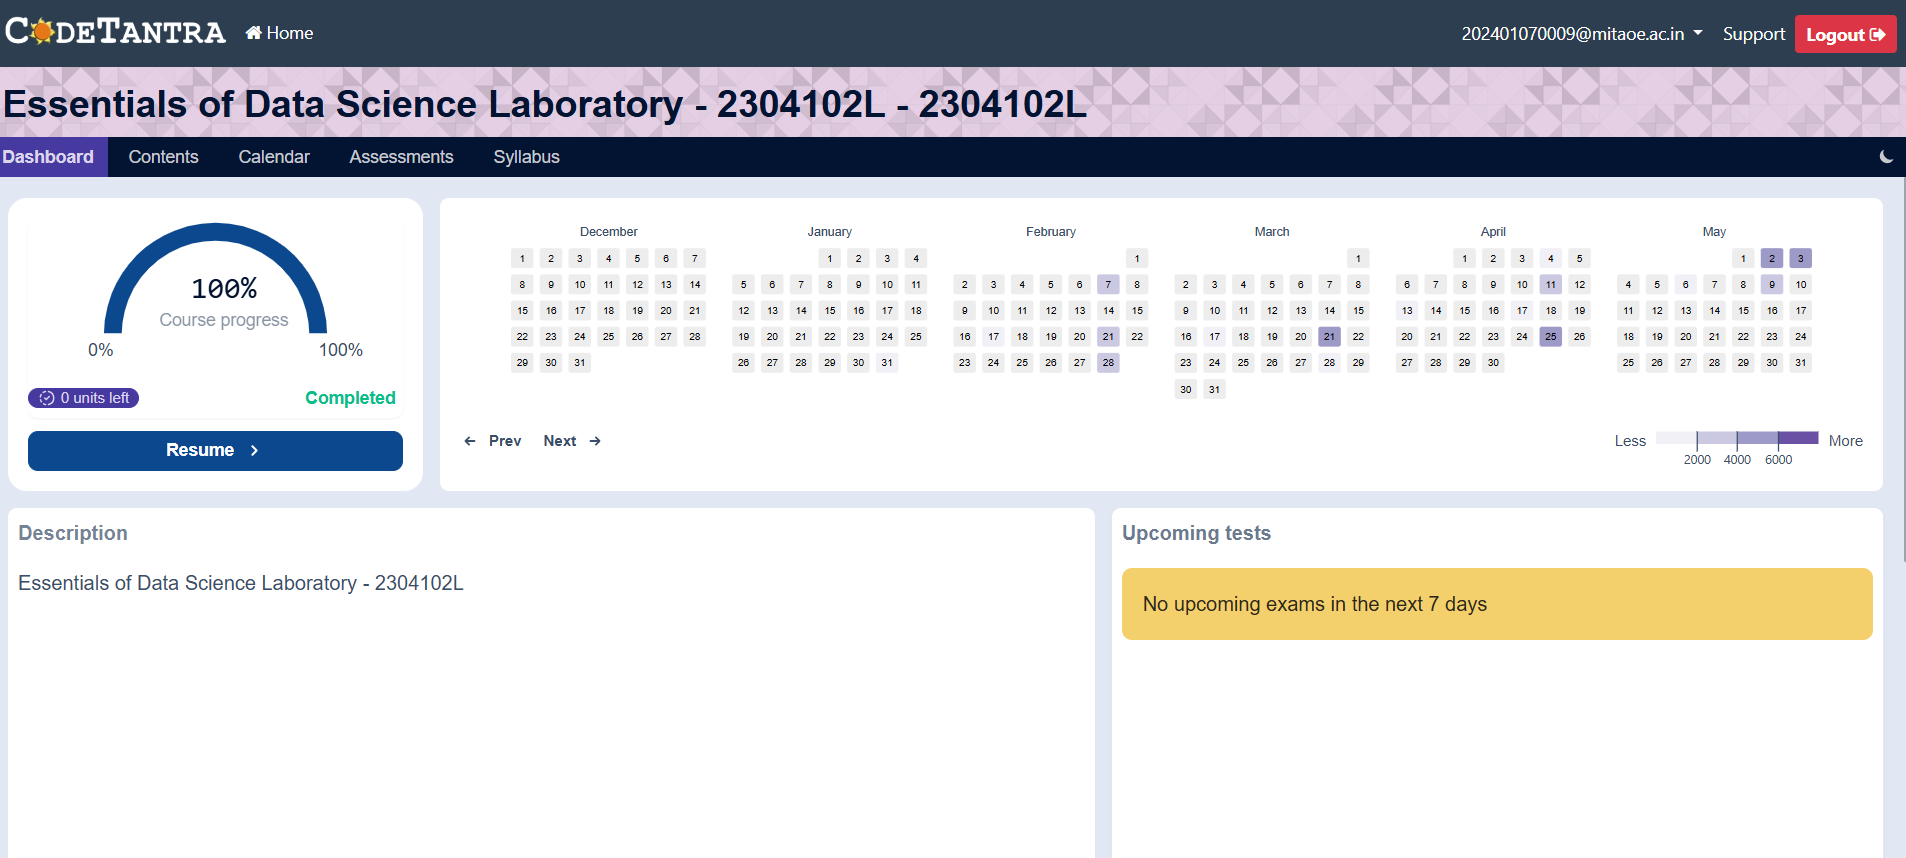 CODETANTRA Home 202401070009@mitaoe.ac.in Support Logout
Essentials of Data Science Laboratory - 2304102L - 2304102L
Dashboard Contents Calendar Assessments Syllabus
100%
Course progress
0% 100%
0 units left Completed
Resume
December
1 2 3 4 5 6 7
8 9 10 11 12 13 14
15 16 17 18 19 20 21
22 23 24 25 26 27 28
29 30 31
January
1 2 3 4
5 6 7 8 9 10 11
12 13 14 15 16 17 18
19 20 21 22 23 24 25
26 27 28 29 30 31
February
1
2 3 4 5 6 7 8
9 10 11 12 13 14 15
16 17 18 19 20 21 22
23 24 25 26 27 28
March
1
2 3 4 5 6 7 8
9 10 11 12 13 14 15
16 17 18 19 20 21 22
23 24 25 26 27 28 29
30 31
April
1 2 3 4 5
6 7 8 9 10 11 12
13 14 15 16 17 18 19
20 21 22 23 24 25 26
27 28 29 30
May
1 2 3
4 5 6 7 8 9 10
11 12 13 14 15 16 17
18 19 20 21 22 23 24
25 26 27 28 29 30 31
Prev Next
Less More
2000 4000 6000
Description
Essentials of Data Science Laboratory - 2304102L
Upcoming tests
No upcoming exams in the next 7 days